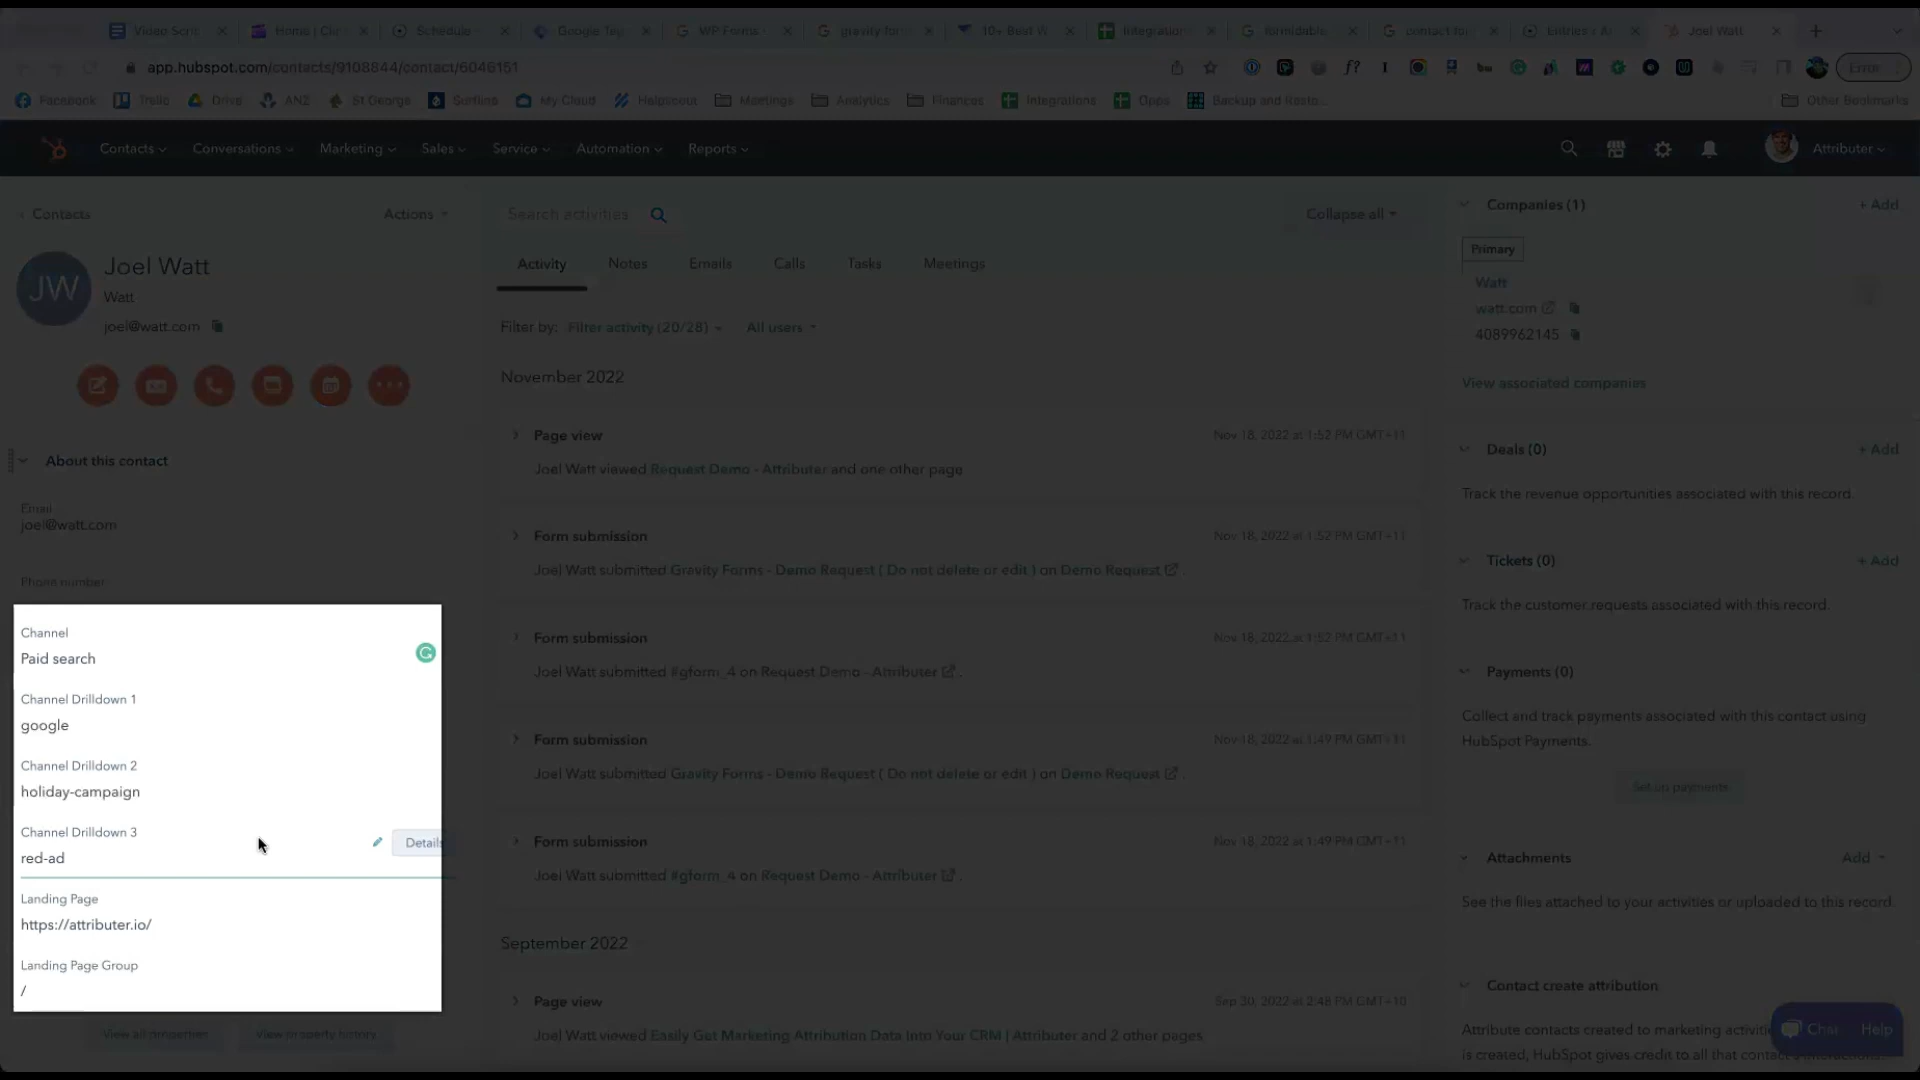 Video Scrit
Home | Cli
Schedule
Google Tag
WP Forms
gravity for
10+ Best W
Integration
formidable
contact for
Entries
Joel Watt
app.hubspot.com/contacts/9108844/contact/6046151
Error
Facebook
Trello
Drive
AN2
St George
Surfline
My Cloud
Helpscout
Meetings
Analytics
Finances
Integrations
Opps
Backup and Resto...
Other Bookmarks
Contacts
Conversations
Marketing
Sales
Service
Automation
Reports
Attributer
Contacts
Actions
JW
Joel Watt
Watt
joel@watt.com
About this contact
Email
joel@watt.com
Phone number
Channel
Paid search
Channel Drilldown 1
google
Channel Drilldown 2
holiday-campaign
Channel Drilldown 3
red-ad
Details
Landing Page
https://attributer.io/
Landing Page Group
/
View all properties
View property history
Search activities
Collapse all
Activity
Notes
Emails
Calls
Tasks
Meetings
Filter by: Filter activity (20/28) All users
November 2022
Page view Nov 18, 2022 at 1:52 PM GMT+11
Joel Watt viewed Request Demo - Attributer and one other page
Form submission Nov 18, 2022 at 1:52 PM GMT+11
Joel Watt submitted Gravity Forms - Demo Request ( Do not delete or edit ) on Demo Request .
Form submission Nov 18, 2022 at 1:52 PM GMT+11
Joel Watt submitted #gform_4 on Request Demo - Attributer .
Form submission Nov 18, 2022 at 1:49 PM GMT+11
Joel Watt submitted Gravity Forms - Demo Request ( Do not delete or edit ) on Demo Request .
Form submission Nov 18, 2022 at 1:49 PM GMT+11
Joel Watt submitted #gform_4 on Request Demo - Attributer .
September 2022
Page view Sep 30, 2022 at 2:48 PM GMT+10
Joel Watt viewed Easily Get Marketing Attribution Data Into Your CRM | Attributer and 2 other pages
Companies (1)
+ Add
Primary
Watt
watt.com
4089962145
View associated companies
Deals (0)
+ Add
Track the revenue opportunities associated with this record.
Tickets (0)
+ Add
Track the customer requests associated with this record.
Payments (0)
Collect and track payments associated with this contact using
HubSpot Payments.
Set up payments
Attachments
Add
See the files attached to your activities or uploaded to this record.
Contact create attribution
Attribute contacts created to marketing activiti
is created, HubSpot gives credit to all that contact's interactions.
Chat
Help